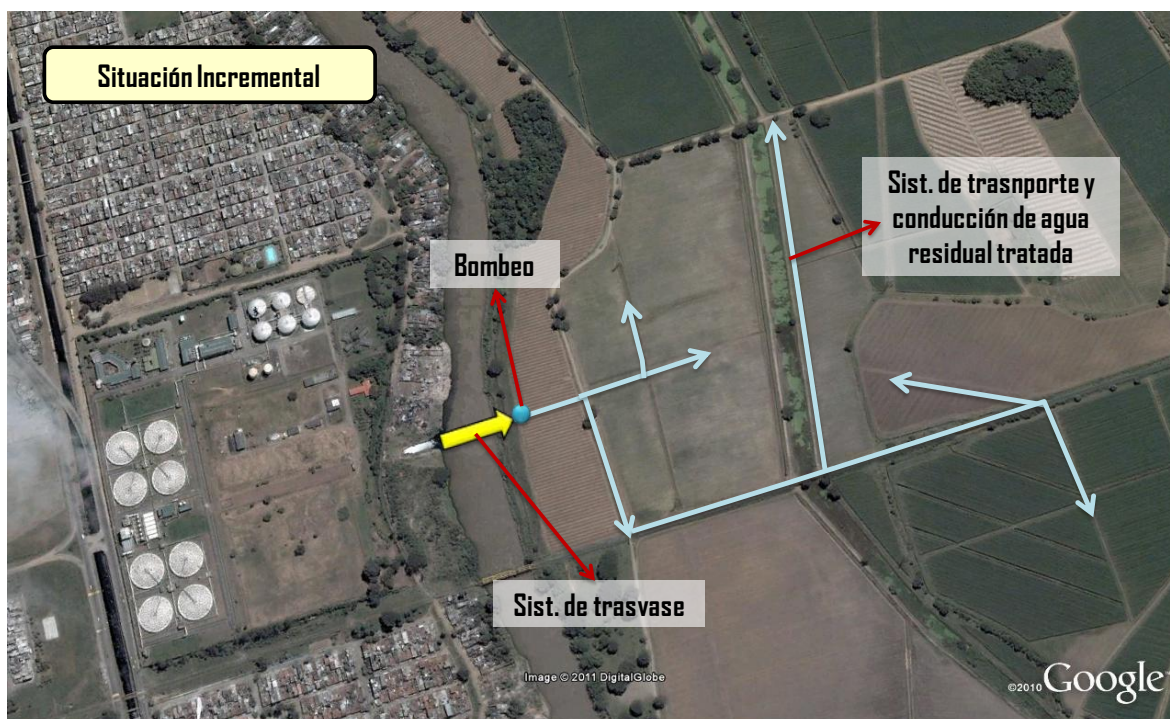 Situación Incremental
Sist. de trasnporte y
conducción de agua
residual tratada
Bombeo
Sist. de trasvase
Image © 2011 DigitalGlobe
©2010 Google